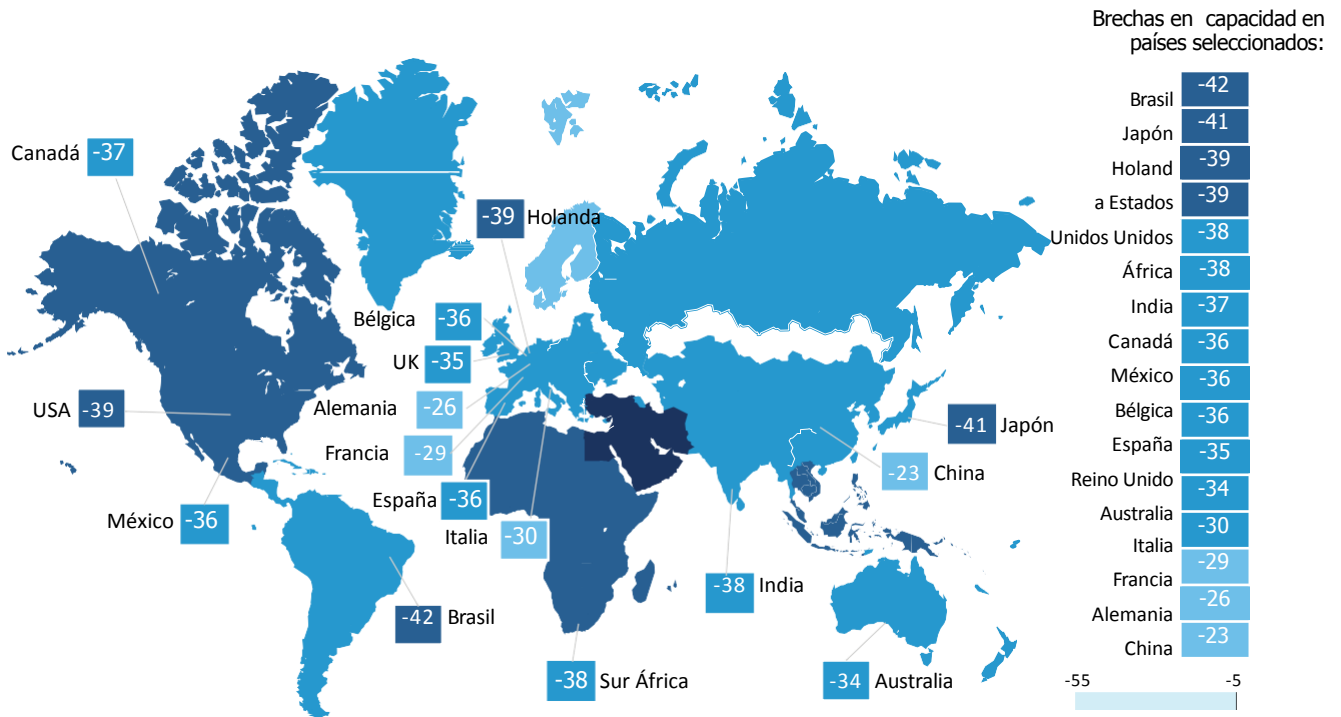 Brechas en capacidad en
países seleccionados:
-42
Brasil
-41
Japón
-39
Holand
-39
a Estados
-38
Unidos Unidos
-38
África
-37
India
-36
Canadá
-36
México
-36
Bélgica
-35
España
-34
Reino Unido
-30
Australia
-29
Italia
-26
Francia
-23
Alemania
China
-55 -5
Canadá -37
-39 Holanda
Bélgica -36
UK -35
USA -39
Alemania -26
-41 Japón
Francia -29
-23 China
España -36
México -36
Italia -30
-38 India
-42 Brasil
-38 Sur África
-34 Australia